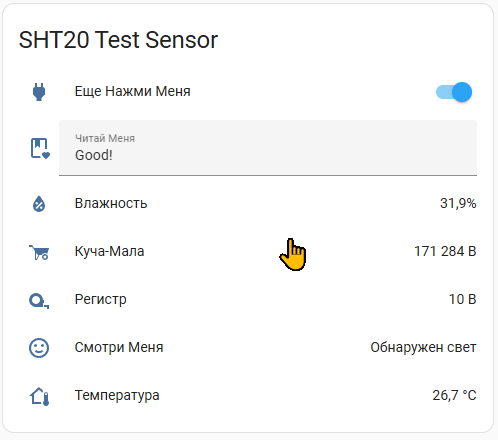 SHT20 Test Sensor
Еще Нажми Меня
Читай Меня
Good!
Влажность 31,9%
Куча-Мала 171 284 B
Регистр 10 B
Смотри Меня Обнаружен свет
Температура 26,7 °C